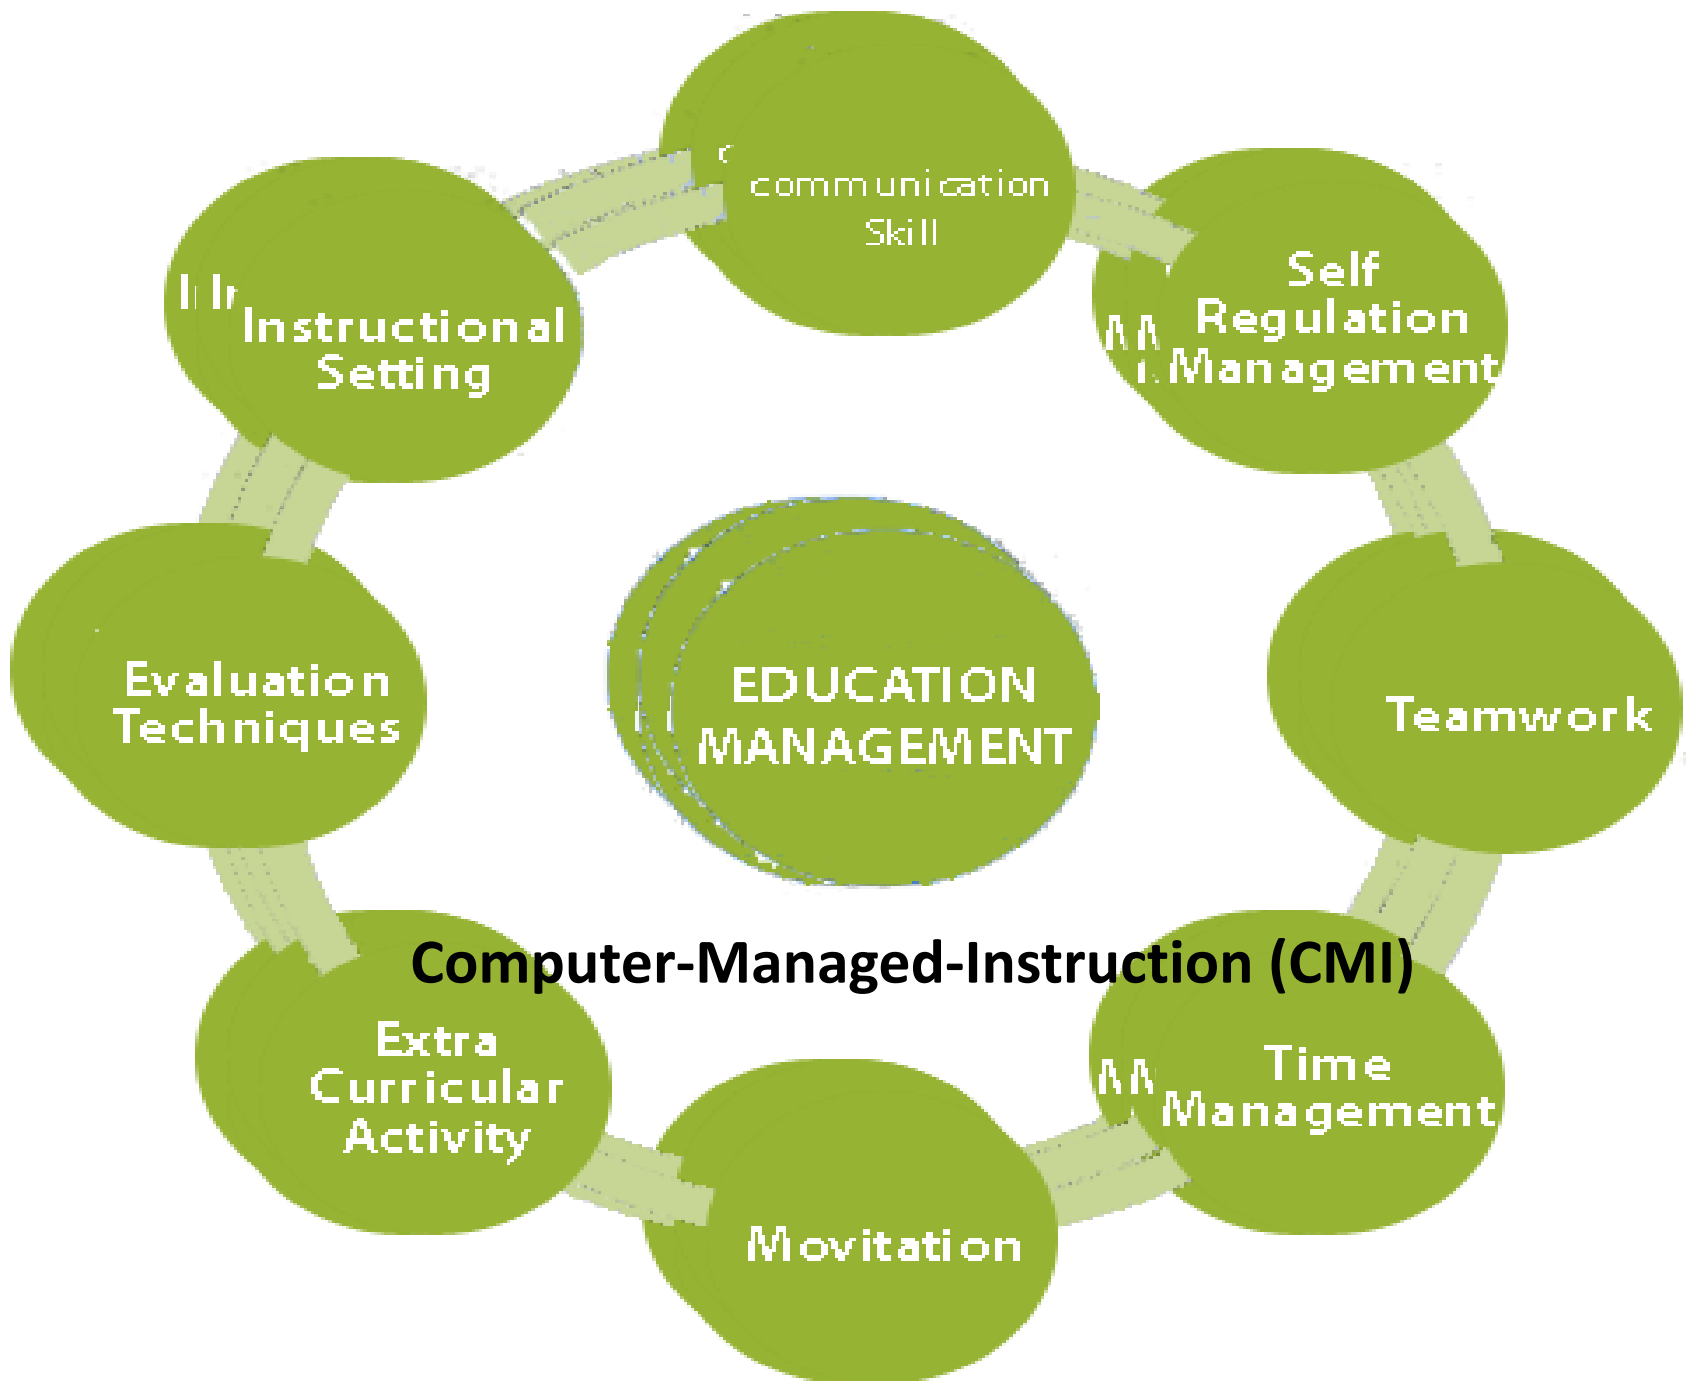 communication
Skill
Self
Regulation
Management
Instructional
Setting
EDUCATION
MANAGEMENT
Evaluation
Techniques
Teamwork
Computer-Managed-Instruction (CMI)
Extra
Curricular
Activity
Time
Management
Movitation